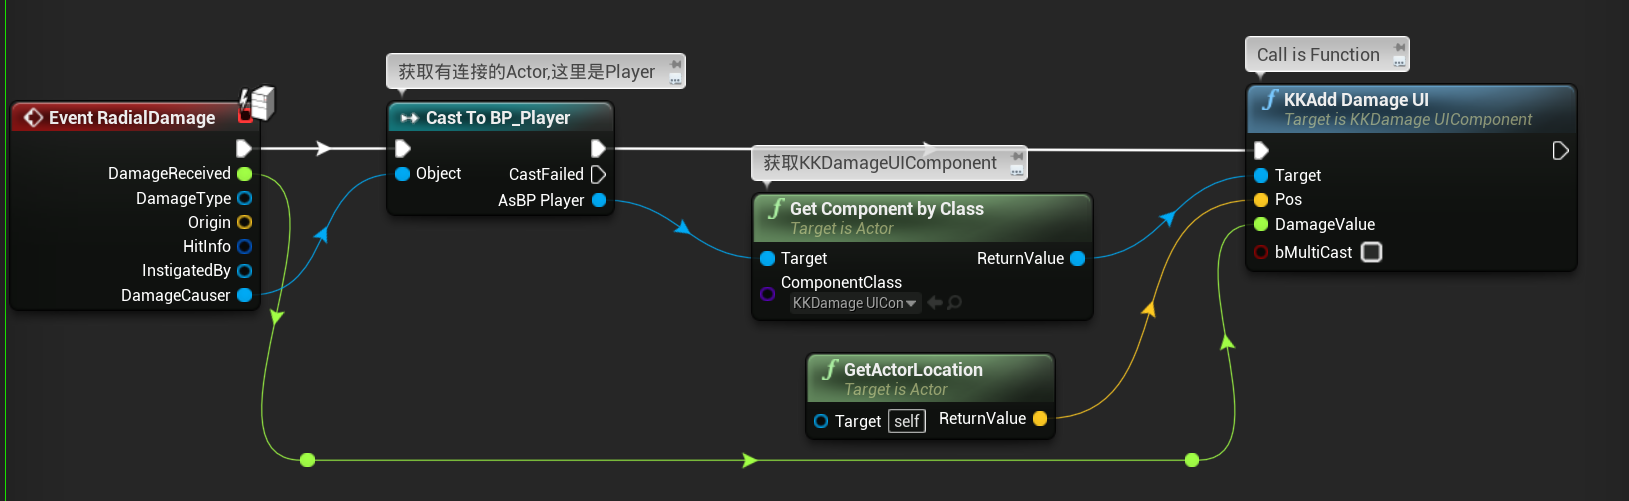 获取有连接的Actor,这里是Player
Call is Function
Event RadialDamage
DamageReceived
DamageType
Origin
HitInfo
InstigatedBy
DamageCauser
Cast To BP_Player
Object
CastFailed
AsBP Player
获取KKDamageUIComponent
Get Component by Class
Target is Actor
Target
ReturnValue
ComponentClass
KKDamage UICon
GetActorLocation
Target is Actor
Target
self
ReturnValue
KKAdd Damage UI
Target is KKDamage UIComponent
Target
Pos
DamageValue
bMultiCast